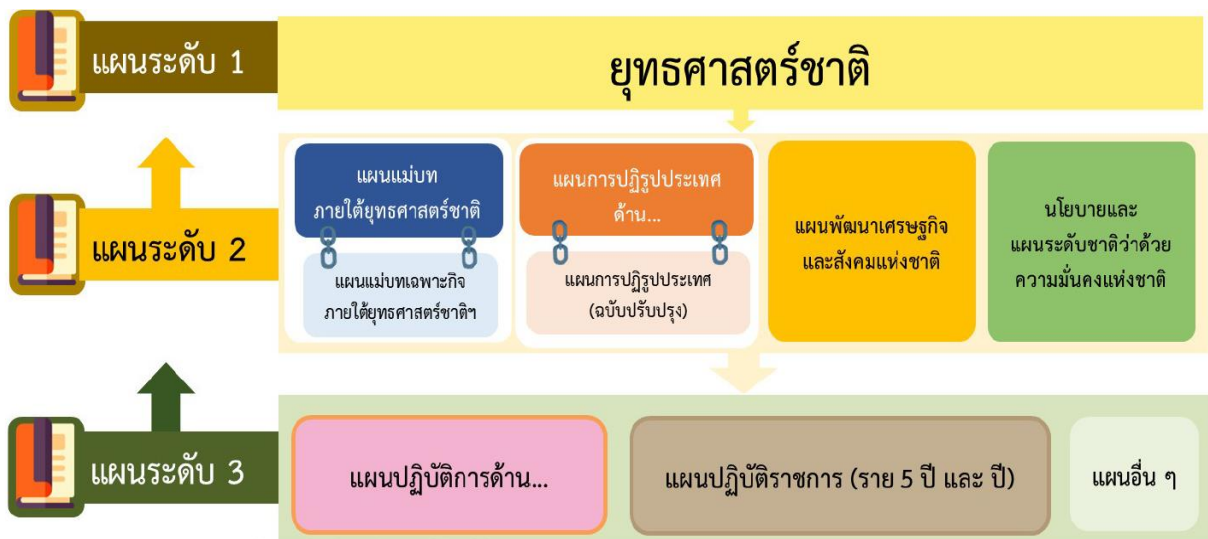 แผนระดับ 1
ยุทธศาสตร์ชาติ
แผนระดับ 2
แผนแม่บท
ภายใต้ยุทธศาสตร์ชาติ
แผนแม่บทเฉพาะกิจ
ภายใต้ยุทธศาสตร์ชาติฯ
แผนการปฏิรูปประเทศ
ด้าน...
แผนการปฏิรูปประเทศ
(ฉบับปรับปรุง)
แผนพัฒนาเศรษฐกิจ
และสังคมแห่งชาติ
นโยบายและ
แผนระดับชาติว่าด้วย
ความมั่นคงแห่งชาติ
แผนระดับ 3
แผนปฏิบัติการด้าน...
แผนปฏิบัติราชการ (ราย 5 ปี และ ปี)
แผนอื่น ๆ